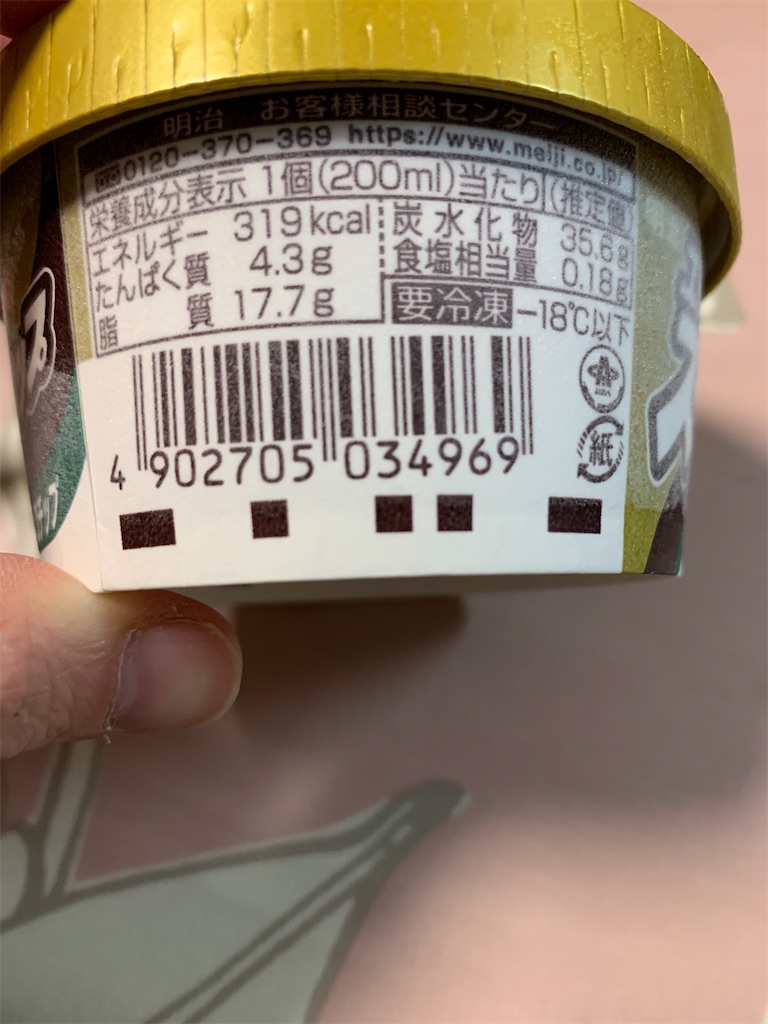 明治 お客様相談センター
0120-370-369 https://www.meiji.co.jp/
栄養成分表示 1個(200ml)当たり(推定値)
エネルギー 319kcal
たんぱく質 4.3g
脂質 17.7g
炭水化物 35.6g
食塩相当量 0.18g
要冷凍 -18℃以下
紙
4 902705 034969
プ